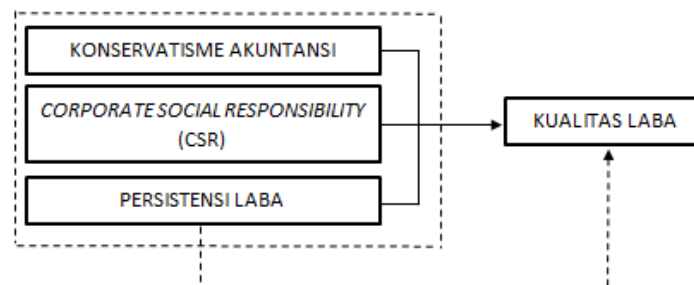 KONSERVATISME AKUNTANSI
CORPORATE SOCIAL RESPONSIBILITY
(CSR)
KUALITAS LABA
PERSISTENSI LABA